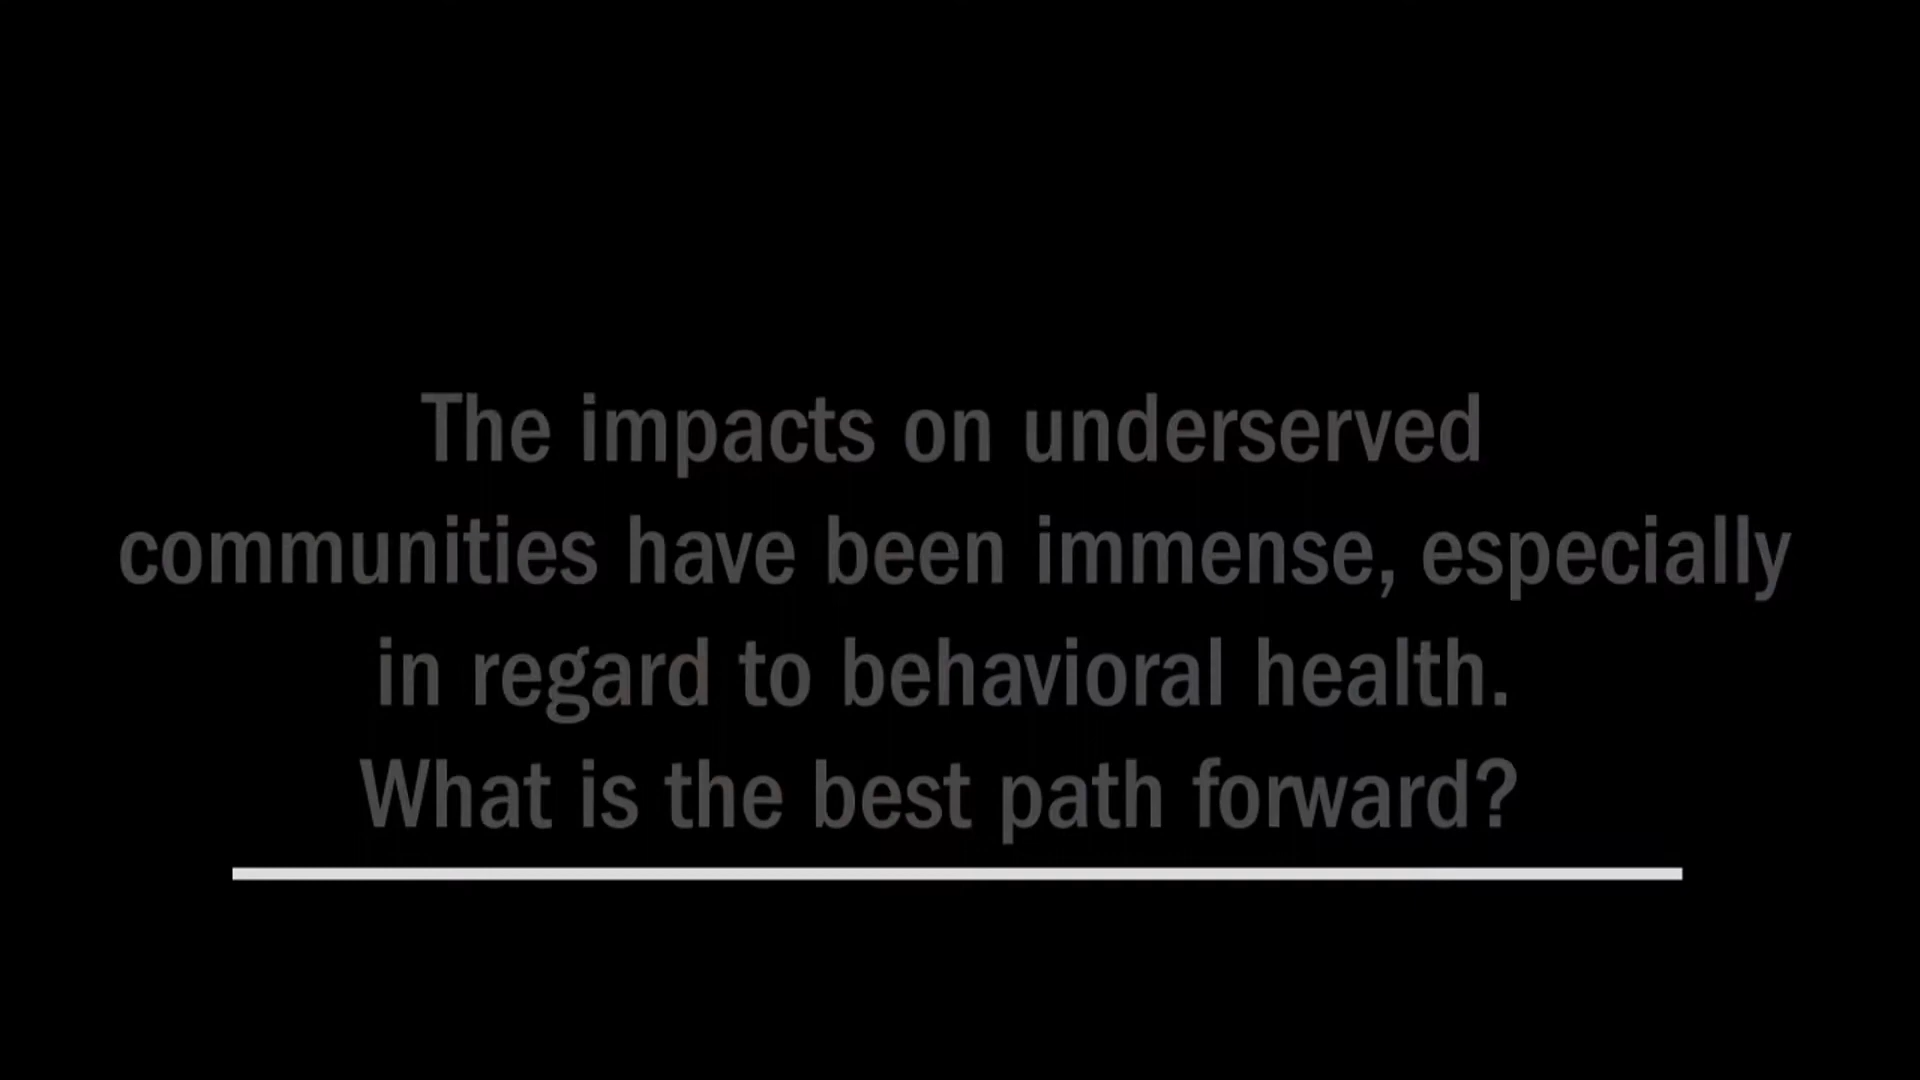 The impacts on underserved
communities have been immense, especially
in regard to behavioral health.
What is the best path forward?